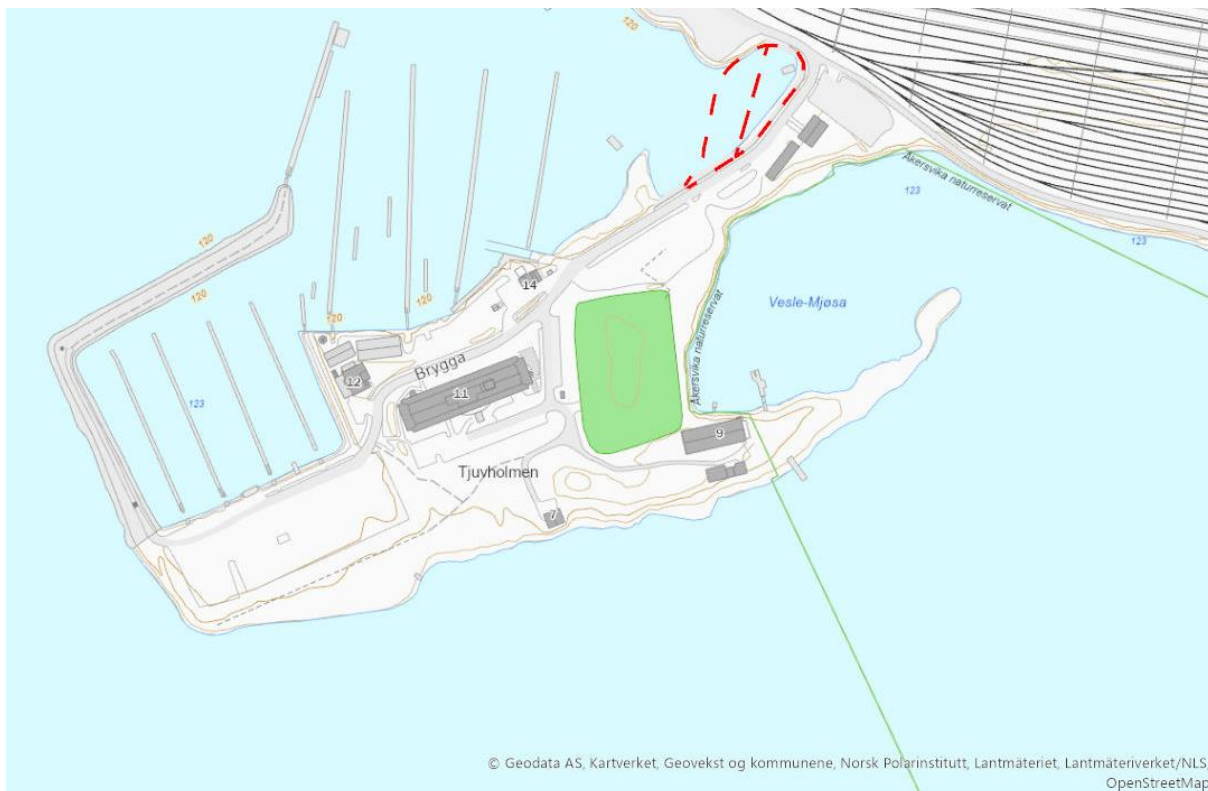 120
120
Åkersvika naturreservat
123
123
120
120
120
14
Vesle-Mjøsa
Åkersvika naturreservat
120
Brygga
12
11
123
9
Tjuvholmen
7
© Geodata AS, Kartverket, Geovekst og kommunene, Norsk Polarinstitutt, Lantmäteriet, Lantmäteriverket/NLS,
OpenStreetMap